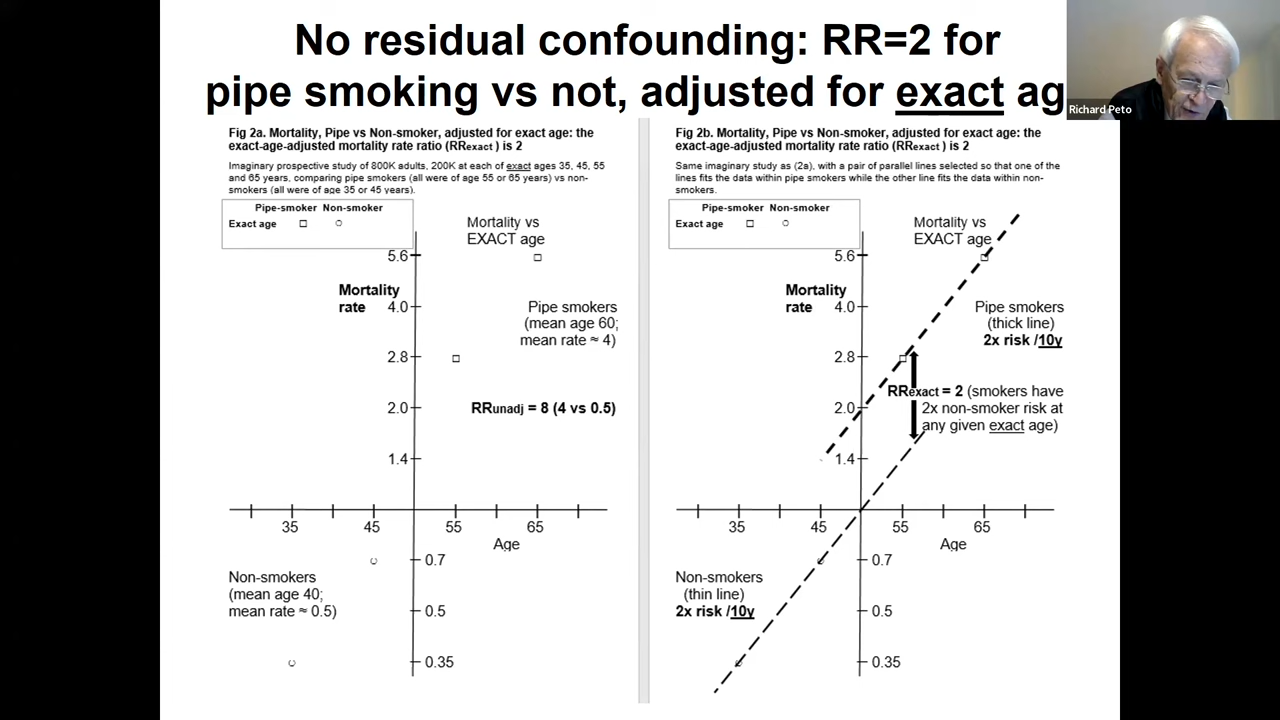 No residual confounding: RR=2 for
pipe smoking vs not, adjusted for exact ag
Richard Peto
Fig 2a. Mortality, Pipe vs Non-smoker, adjusted for exact age: the
exact-age-adjusted mortality rate ratio (RRexact ) is 2
Imaginary prospective study of 800K adults, 200K at each of exact ages 35, 45, 55
and 65 years, comparing pipe smokers (all were of age 55 or 65 years) vs non-
smokers (all were of age 35 or 45 years).
Pipe-smoker Non-smoker
Exact age
Mortality vs
EXACT age
5.6
Mortality
rate
4.0
Pipe smokers
(mean age 60;
mean rate ≈ 4)
2.8
RRunadj = 8 (4 vs 0.5)
2.0
1.4
35 45 55 65
Age
0.7
Non-smokers
(mean age 40;
mean rate ≈ 0.5)
0.5
0.35
Fig 2b. Mortality, Pipe vs Non-smoker, adjusted for exact age: the
exact-age-adjusted mortality rate ratio (RRexact ) is 2
Same imaginary study as (2a), with a pair of parallel lines selected so that one of the
lines fits the data within pipe smokers while the other line fits the data within non-
smokers.
Pipe-smoker Non-smoker
Exact age
Mortality vs
EXACT age
5.6
Mortality
rate
4.0
Pipe smokers
(thick line)
2x risk /10y
2.8
RRexact = 2 (smokers have
2x non-smoker risk at
any given exact age)
2.0
1.4
35 45 55 65
Age
0.7
Non-smokers
(thin line)
2x risk /10y
0.5
0.35